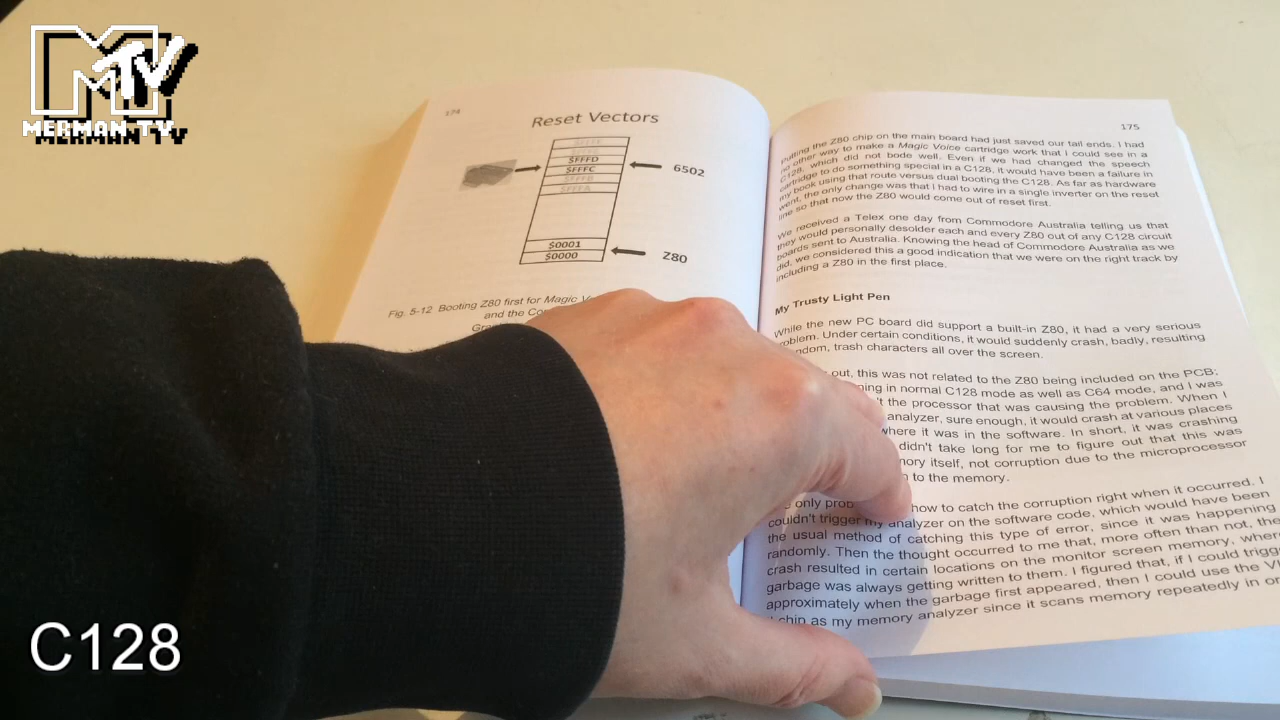 MTV
MERMAN TV
174
Reset Vectors
$FFFD
$FFFC
$FFFB
$FFFA
6502
$0001
$0000
Z80
Fig. 5-12 Booting Z80 first for Magic
and the
175
putting the Z80 chip on the main board had just saved our tail ends. I had
no other way to make a Magic Voice cartridge work that I could see in a
C128, which did not bode well. Even if we had changed the speech
cartridge to do something special in a C128, it would have been a failure in
my book using that route versus dual booting the C128. As far as hardware
went, the only change was that I had to wire in a single inverter on the reset
line so that now the Z80 would come out of reset first.
We received a Telex one day from Commodore Australia telling us that
they would personally desolder each and every Z80 out of any C128 circuit
boards sent to Australia. Knowing the head of Commodore Australia as we
did, we considered this a good indication that we were on the right track by
including a Z80 in the first place.
My Trusty Light Pen
While the new PC board did support a built-in Z80, it had a very serious
problem. Under certain conditions, it would suddenly crash, badly, resulting
random, trash characters all over the screen.
out, this was not related to the Z80 being included on the PCB;
in normal C128 mode as well as C64 mode, and I was
the processor that was causing the problem. When I
analyzer, sure enough, it would crash at various places
where it was in the software. In short, it was crashing
didn't take long for me to figure out that this was
itself, not corruption due to the microprocessor
to the memory.
only how to catch the corruption right when it occurred. I
couldn't trigger my analyzer on the software code, which would have been
the usual method of catching this type of error, since it was happening
randomly. Then the thought occurred to me that, more often than not, the
crash resulted in certain locations on the monitor screen memory, where
garbage was always getting written to them. I figured that, if I could
approximately when the garbage first appeared, then I could use the
chip as my memory analyzer since it scans memory repeatedly in
C128